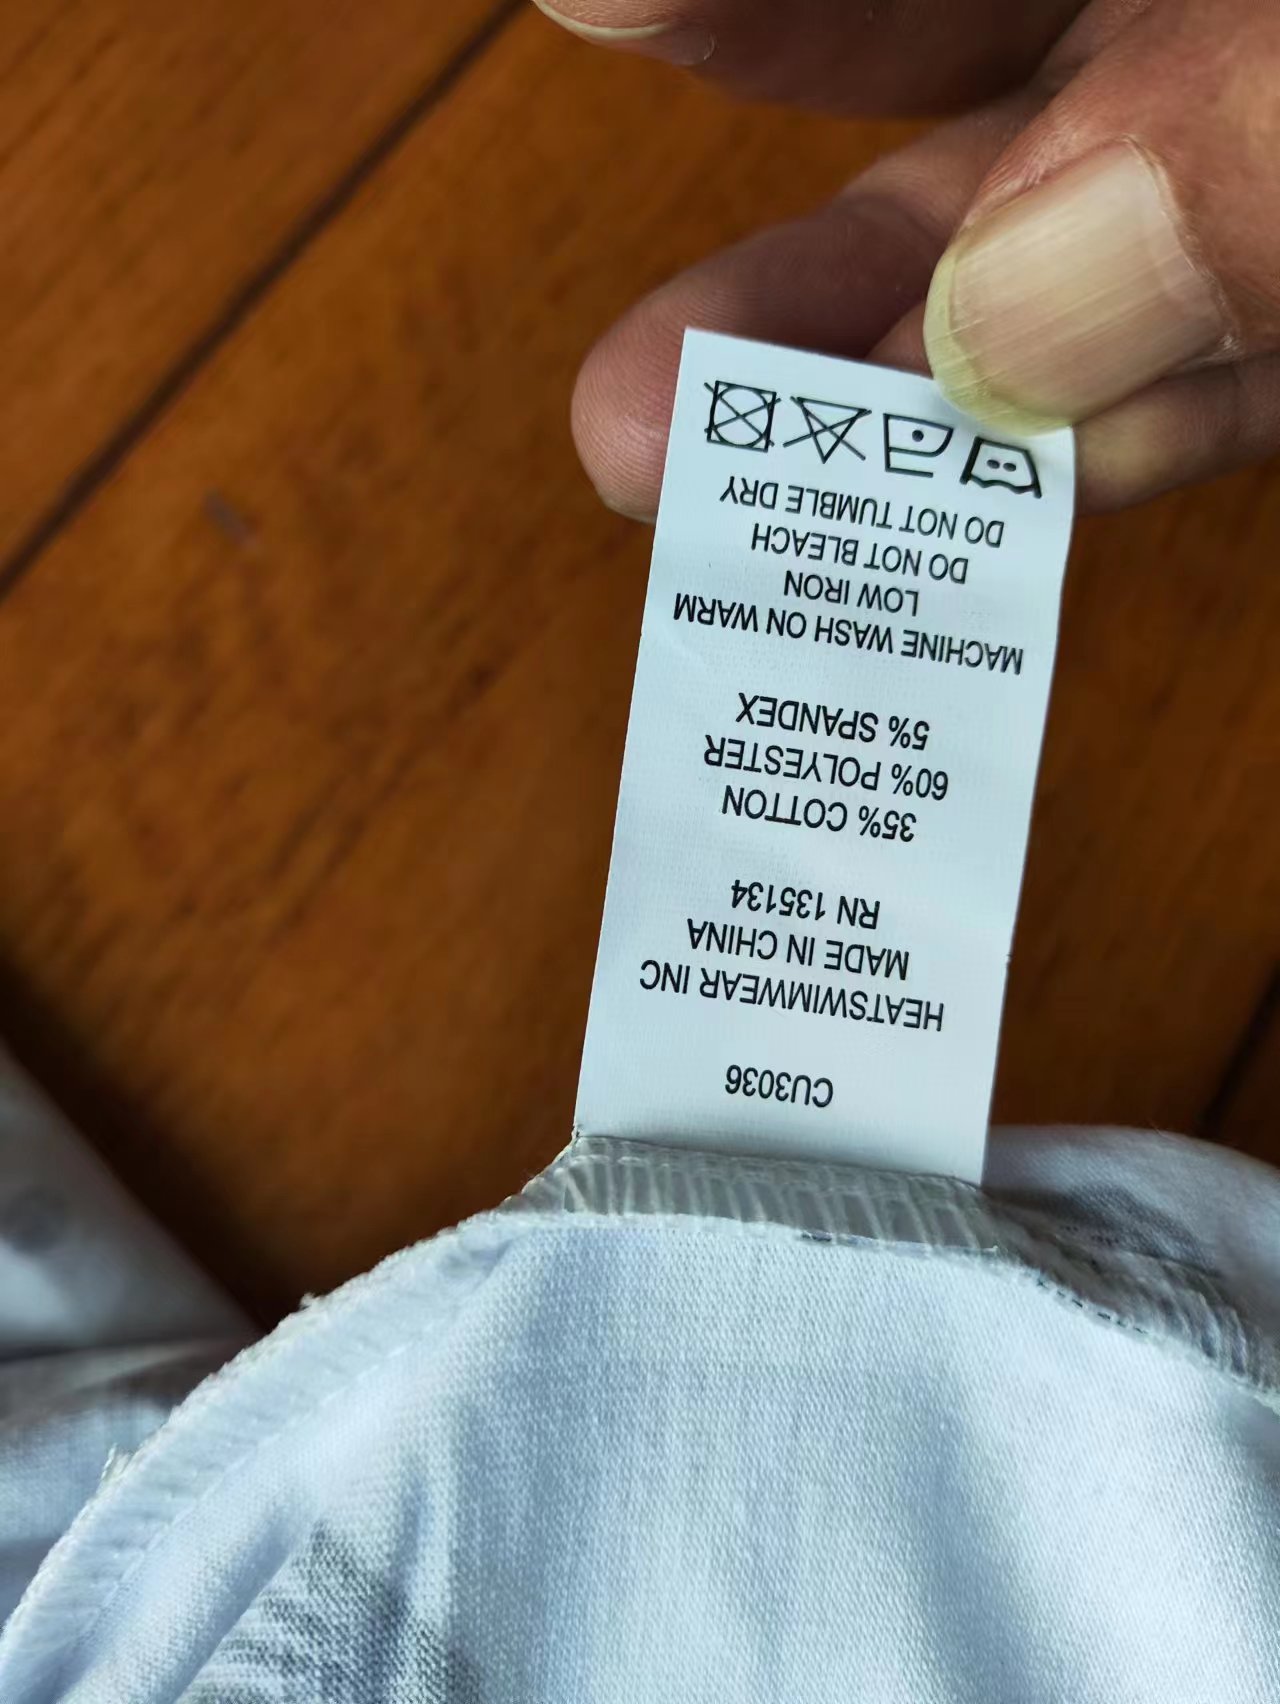 CU3036
HEATSWIMWEAR INC
MADE IN CHINA
RN 135134
35% COTTON
60% POLYESTER
5% SPANDEX
MACHINE WASH ON WARM
LOW IRON
DO NOT BLEACH
DO NOT TUMBLE DRY